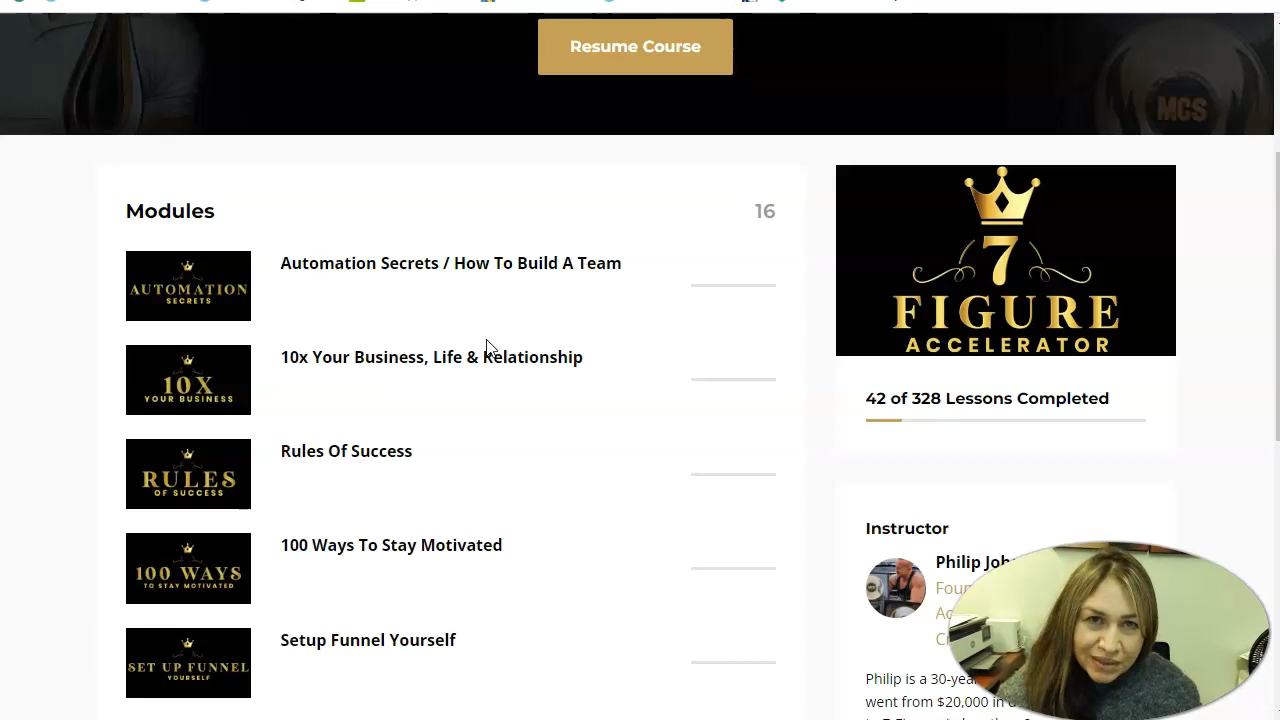 Resume Course
MCS
Modules
16
AUTOMATION
SECRETS
Automation Secrets / How To Build A Team
10X
YOUR BUSINESS
10x Your Business, Life & Relationship
RULES
OF SUCCESS
Rules Of Success
100 WAYS
TO STAY MOTIVATED
100 Ways To Stay Motivated
SET UP FUNNEL
YOURSELF
Setup Funnel Yourself
7
FIGURE
ACCELERATOR
42 of 328 Lessons Completed
Instructor
Philip
Philip is a 30-year
went from $20,000 in